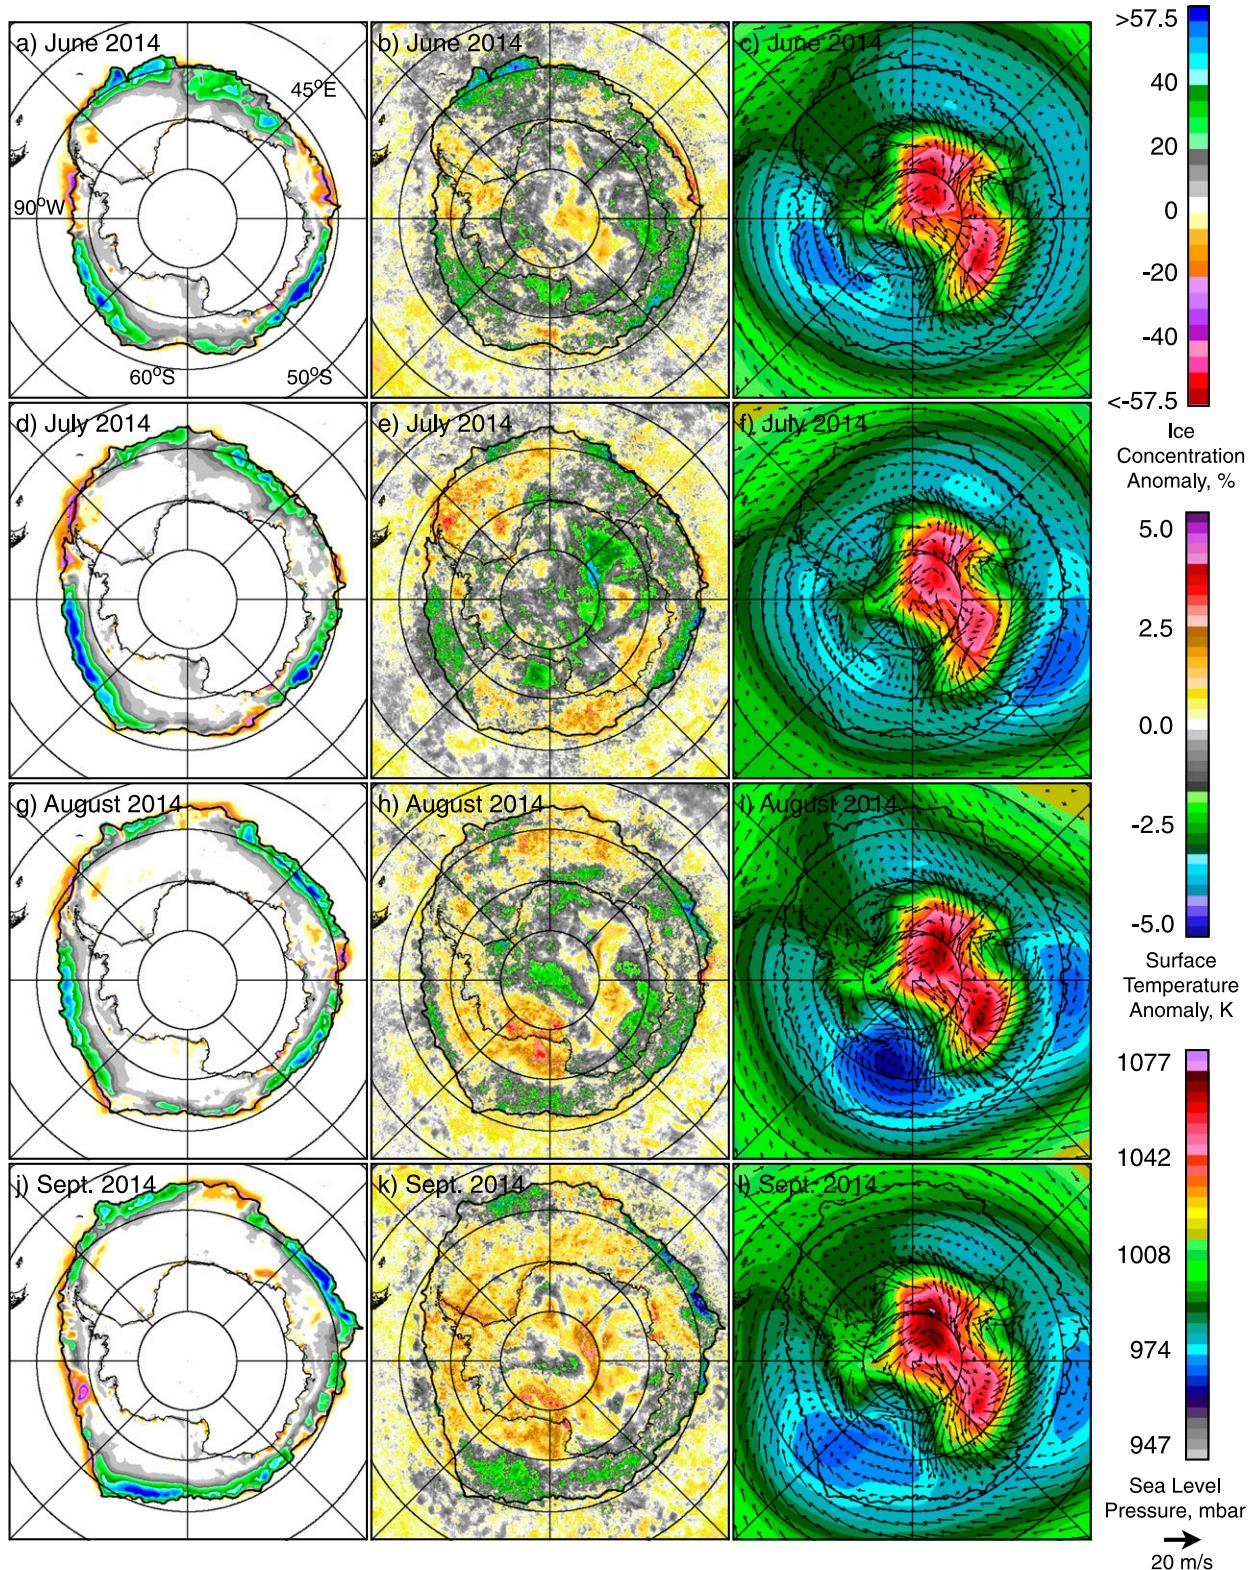 a) June 2014
45°E
90°W
60°S
50°S
b) June 2014
c) June 2014
d) July 2014
e) July 2014
f) July 2014
g) August 2014
h) August 2014
I) August 2014
j) Sept. 2014
k) Sept. 2014
l) Sept. 2014
>57.5
40
20
0
-20
-40
<-57.5
Ice
Concentration
Anomaly, %
5.0
2.5
0.0
-2.5
-5.0
Surface
Temperature
Anomaly, K
1077
1042
1008
974
947
Sea Level
Pressure, mbar
20 m/s